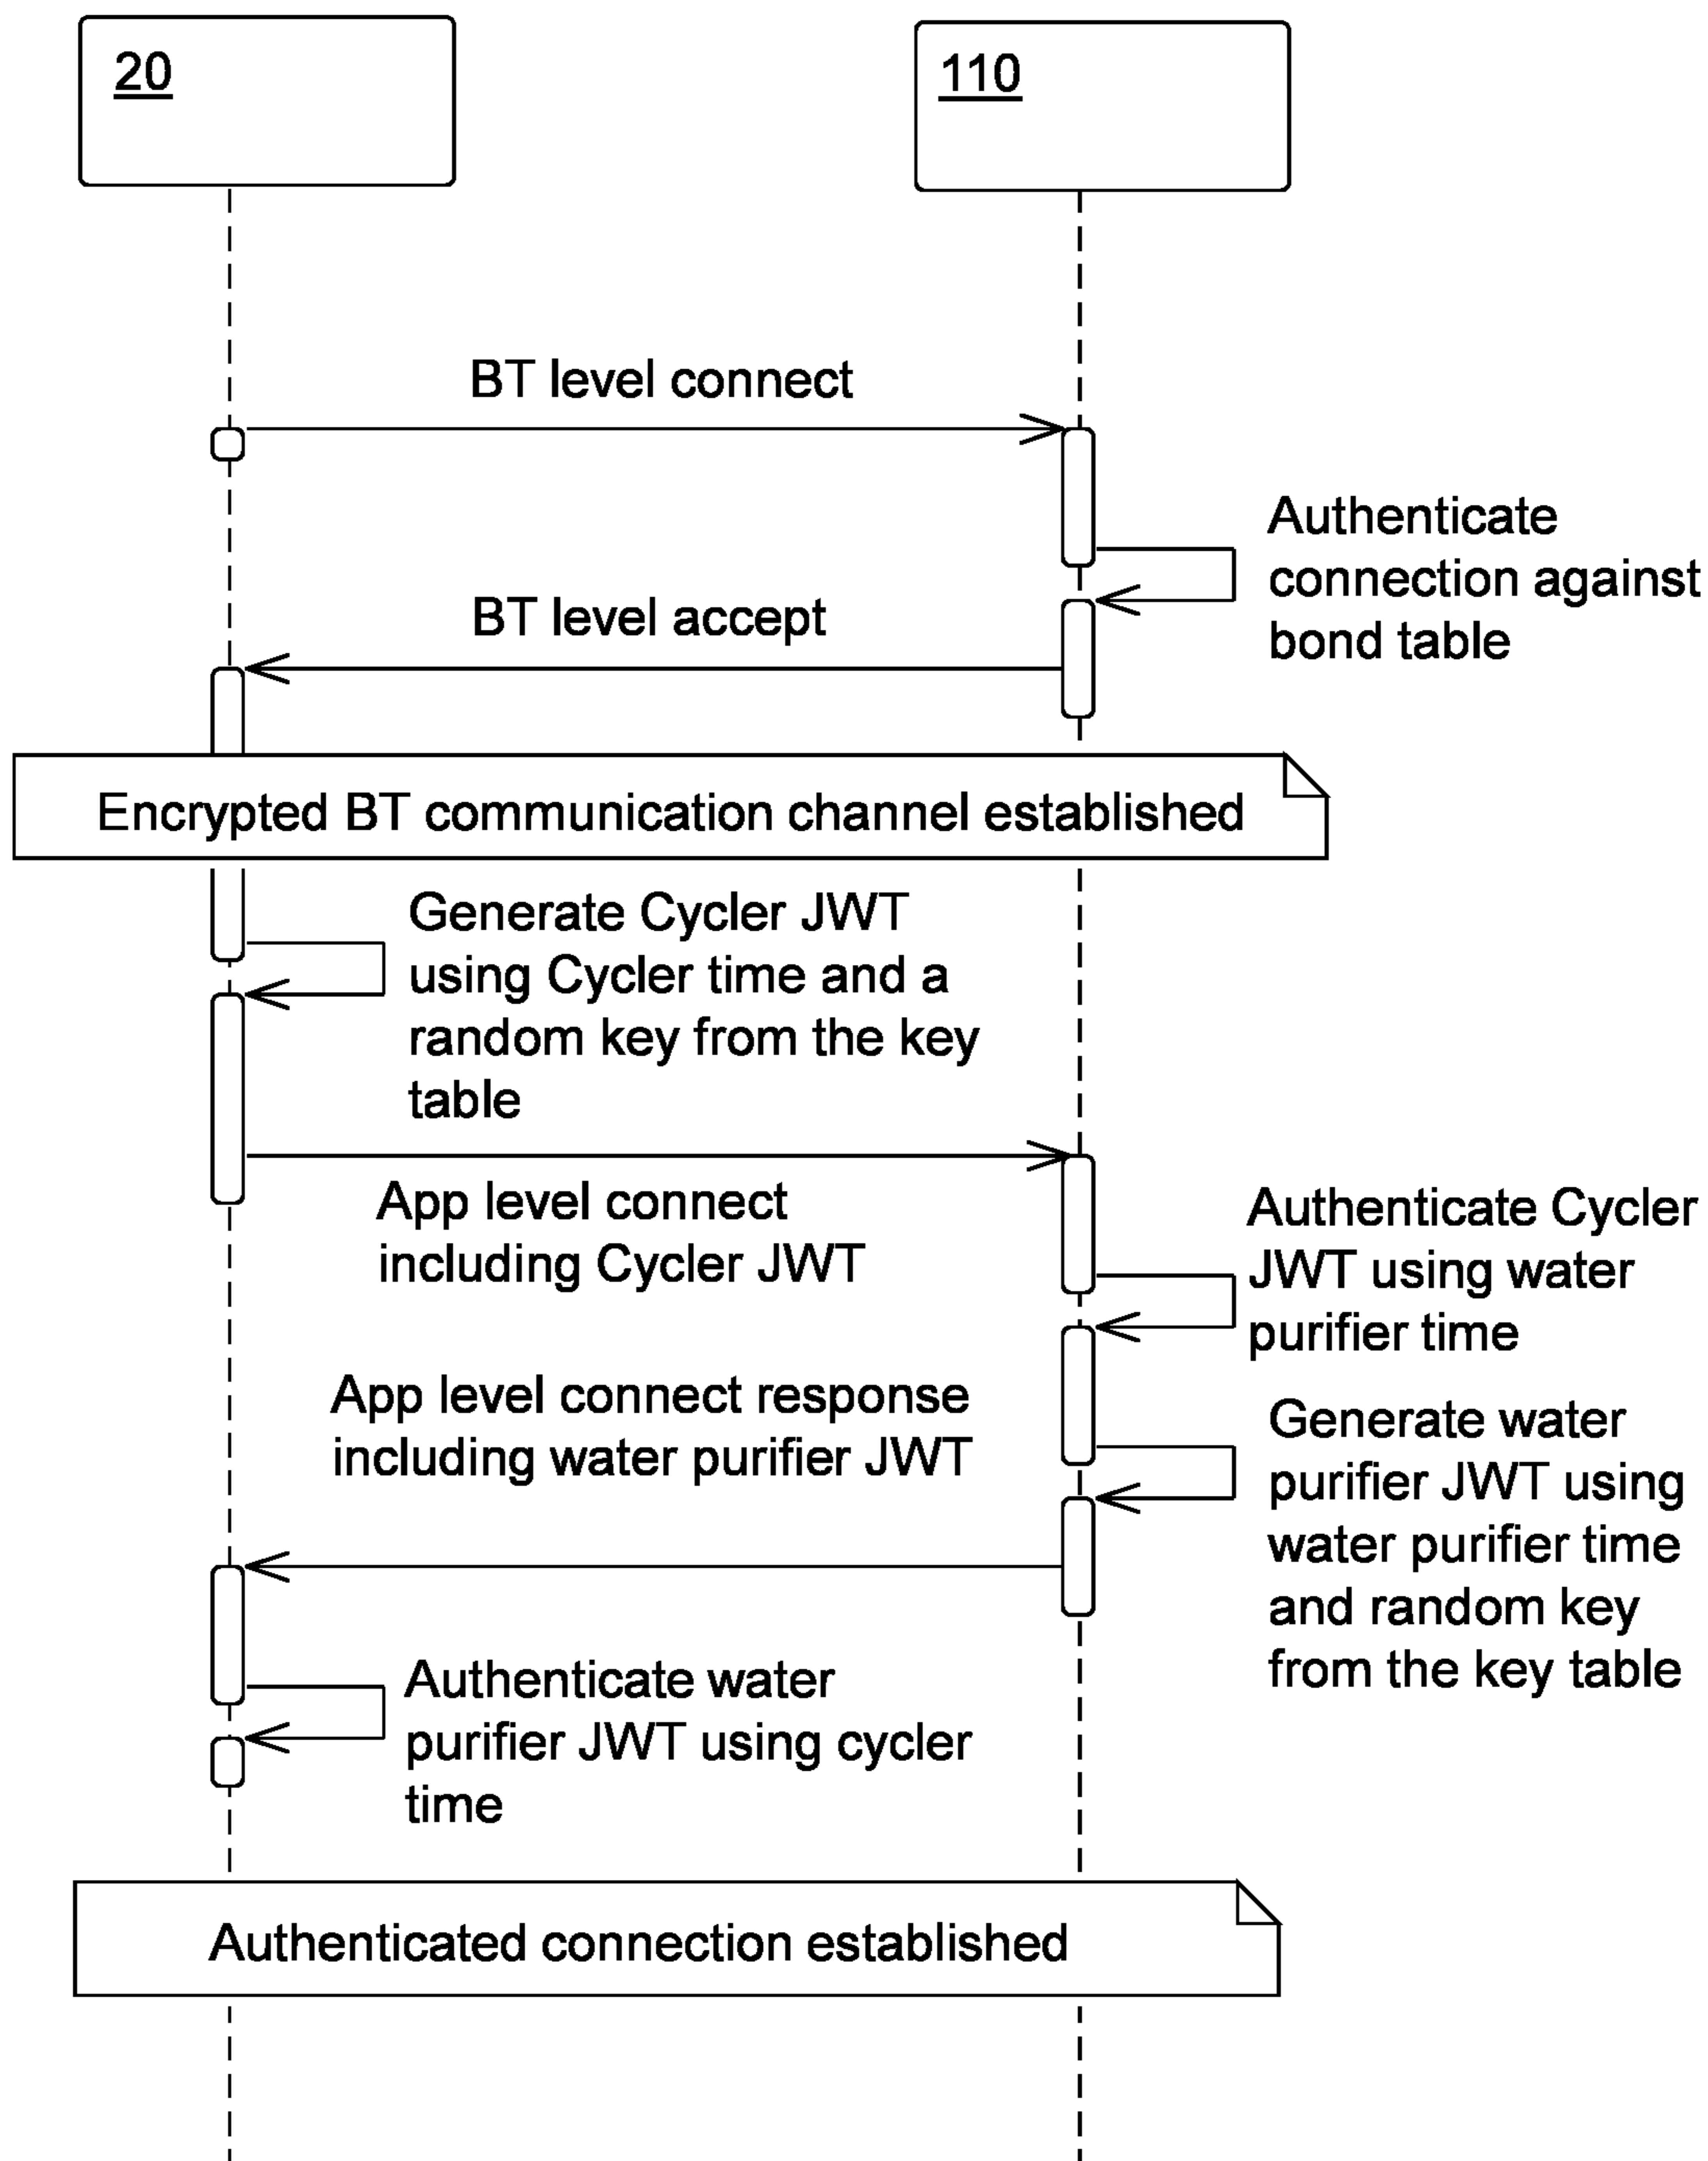 20
110
BT level connect
Authenticate
connection against
bond table
BT level accept
Encrypted BT communication channel established
Generate Cycler JWT
using Cycler time and a
random key from the key
table
App level connect
including Cycler JWT
Authenticate Cycler
JWT using water
purifier time
App level connect response
including water purifier JWT
Generate water
purifier JWT using
water purifier time
and random key
from the key table
Authenticate water
purifier JWT using cycler
time
Authenticated connection established